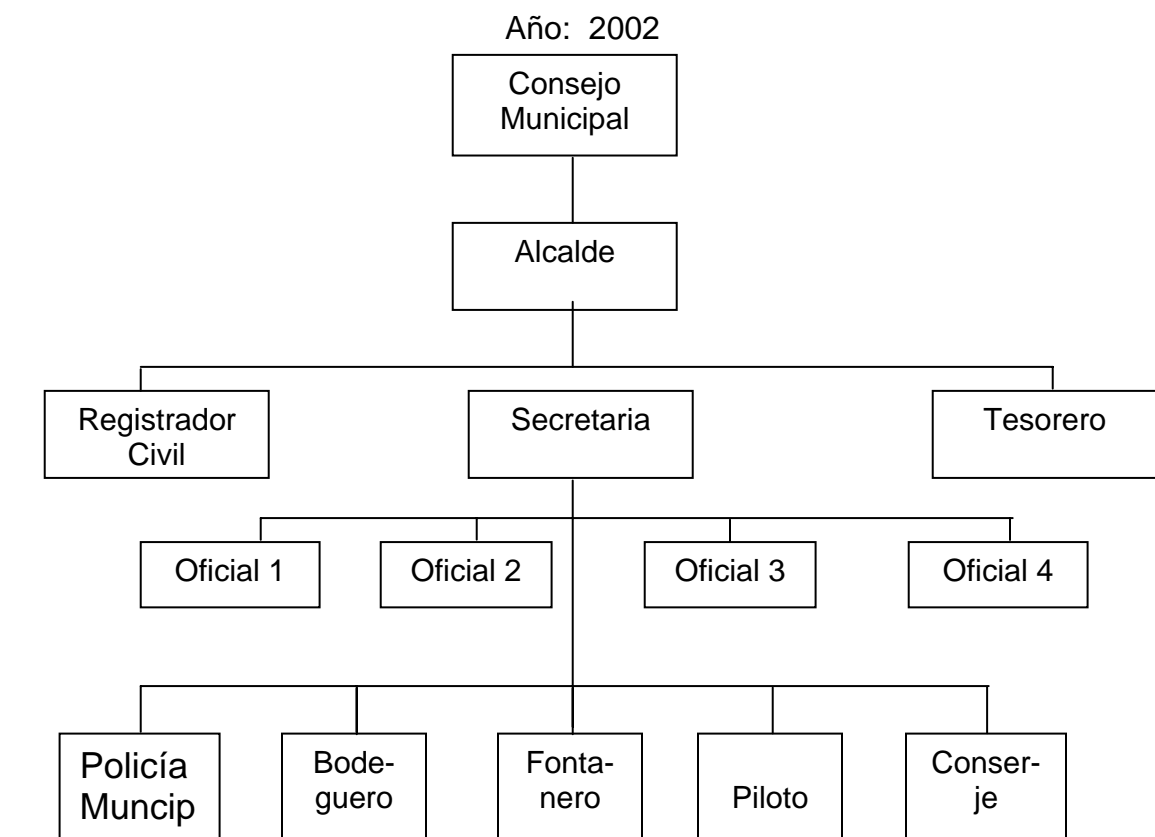 Año: 2002
Consejo
Municipal
Alcalde
Registrador
Civil
Secretaria
Tesorero
Oficial 1
Oficial 2
Oficial 3
Oficial 4
Policía
Muncip
Bode-
guero
Fonta-
nero
Piloto
Conser-
je